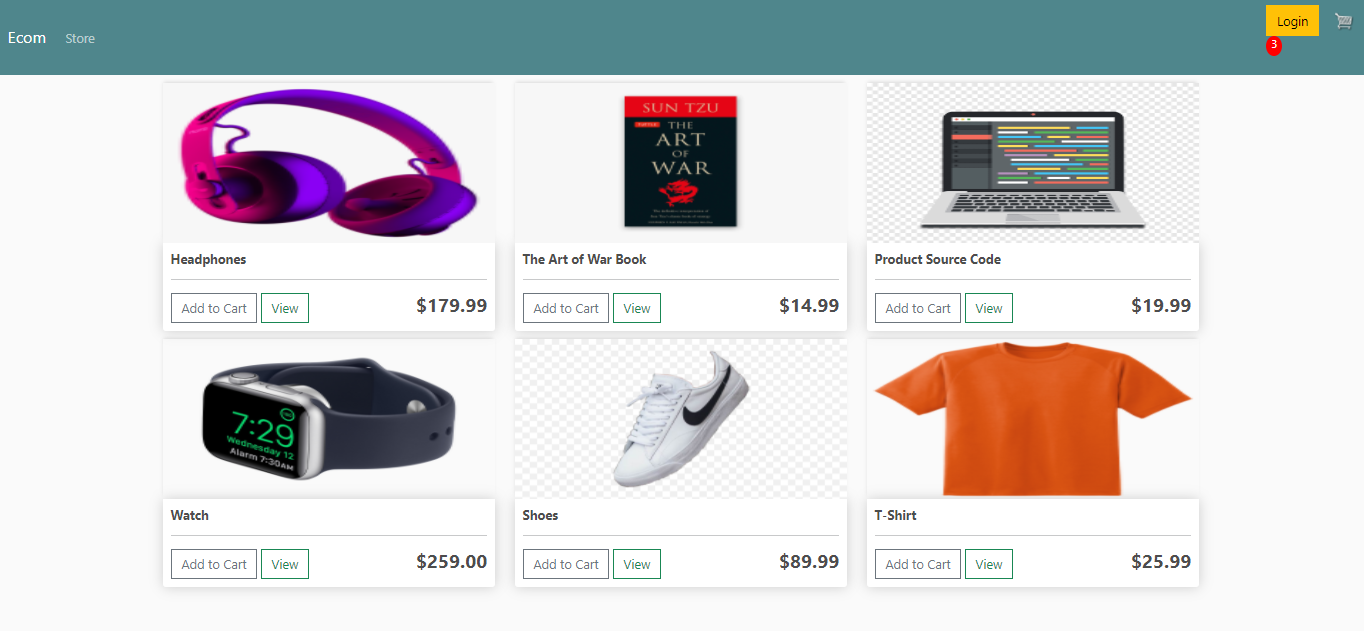 Ecom Store Login
3
SUN TZU
TUTTLE
THE
ART
OF
WAR
Headphones
The Art of War Book
Product Source Code
Add to Cart View $179.99
Add to Cart View $14.99
Add to Cart View $19.99
7:29
Wednesday 12
Alarm 7:30AM
Watch
Shoes
T-Shirt
Add to Cart View $259.00
Add to Cart View $89.99
Add to Cart View $25.99